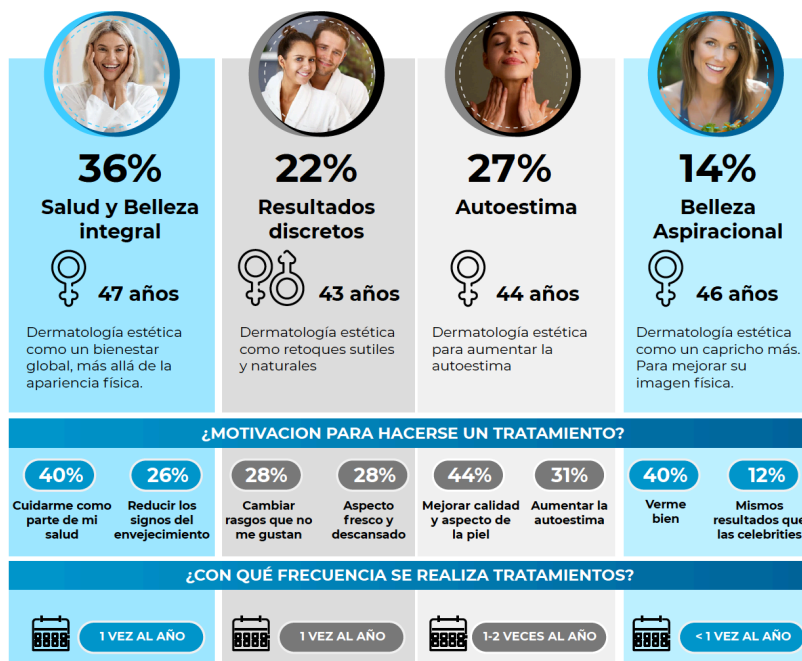 36%
Salud y Belleza
integral
47 años
Dermatología estética
como un bienestar
global, más allá de la
apariencia física.
22%
Resultados
discretos
43 años
Dermatología estética
como retoques sutiles
y naturales
27%
Autoestima
44 años
Dermatología estética
para aumentar la
autoestima
14%
Belleza
Aspiracional
46 años
Dermatología estética
como un capricho más.
Para mejorar su
imagen física.
¿MOTIVACION PARA HACERSE UN TRATAMIENTO?
40%
Cuidarme como
parte de mi
salud
26%
Reducir los
signos del
envejecimiento
28%
Cambiar
rasgos que no
me gustan
28%
Aspecto
fresco y
descansado
44%
Mejorar calidad
y aspecto de
la piel
31%
Aumentar la
autoestima
40%
Verme
bien
12%
Mismos
resultados que
las celebrities
¿CON QUÉ FRECUENCIA SE REALIZA TRATAMIENTOS?
1 VEZ AL AÑO
1 VEZ AL AÑO
1-2 VECES AL AÑO
< 1 VEZ AL AÑO